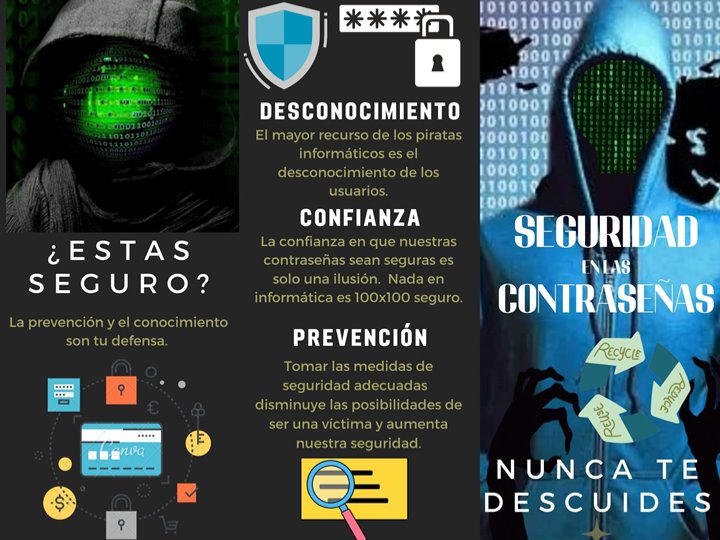 ¿ESTAS
SEGURO?
La prevención y el conocimiento
son tu defensa.
Canva
****
DESCONOCIMIENTO
El mayor recurso de los piratas
informáticos es el
desconocimiento de los
usuarios.
CONFIANZA
La confianza en que nuestras
contraseñas sean seguras es
solo una ilusión. Nada en
informática es 100x100 seguro.
PREVENCIÓN
Tomar las medidas de
seguridad adecuadas
disminuye las posibilidades de
ser una víctima y aumenta
nuestra seguridad.
SEGURIDAD
EN LAS
CONTRASEÑAS
RECYCLE
REDUCE
REUSE
NUNCA TE
DESCUIDES